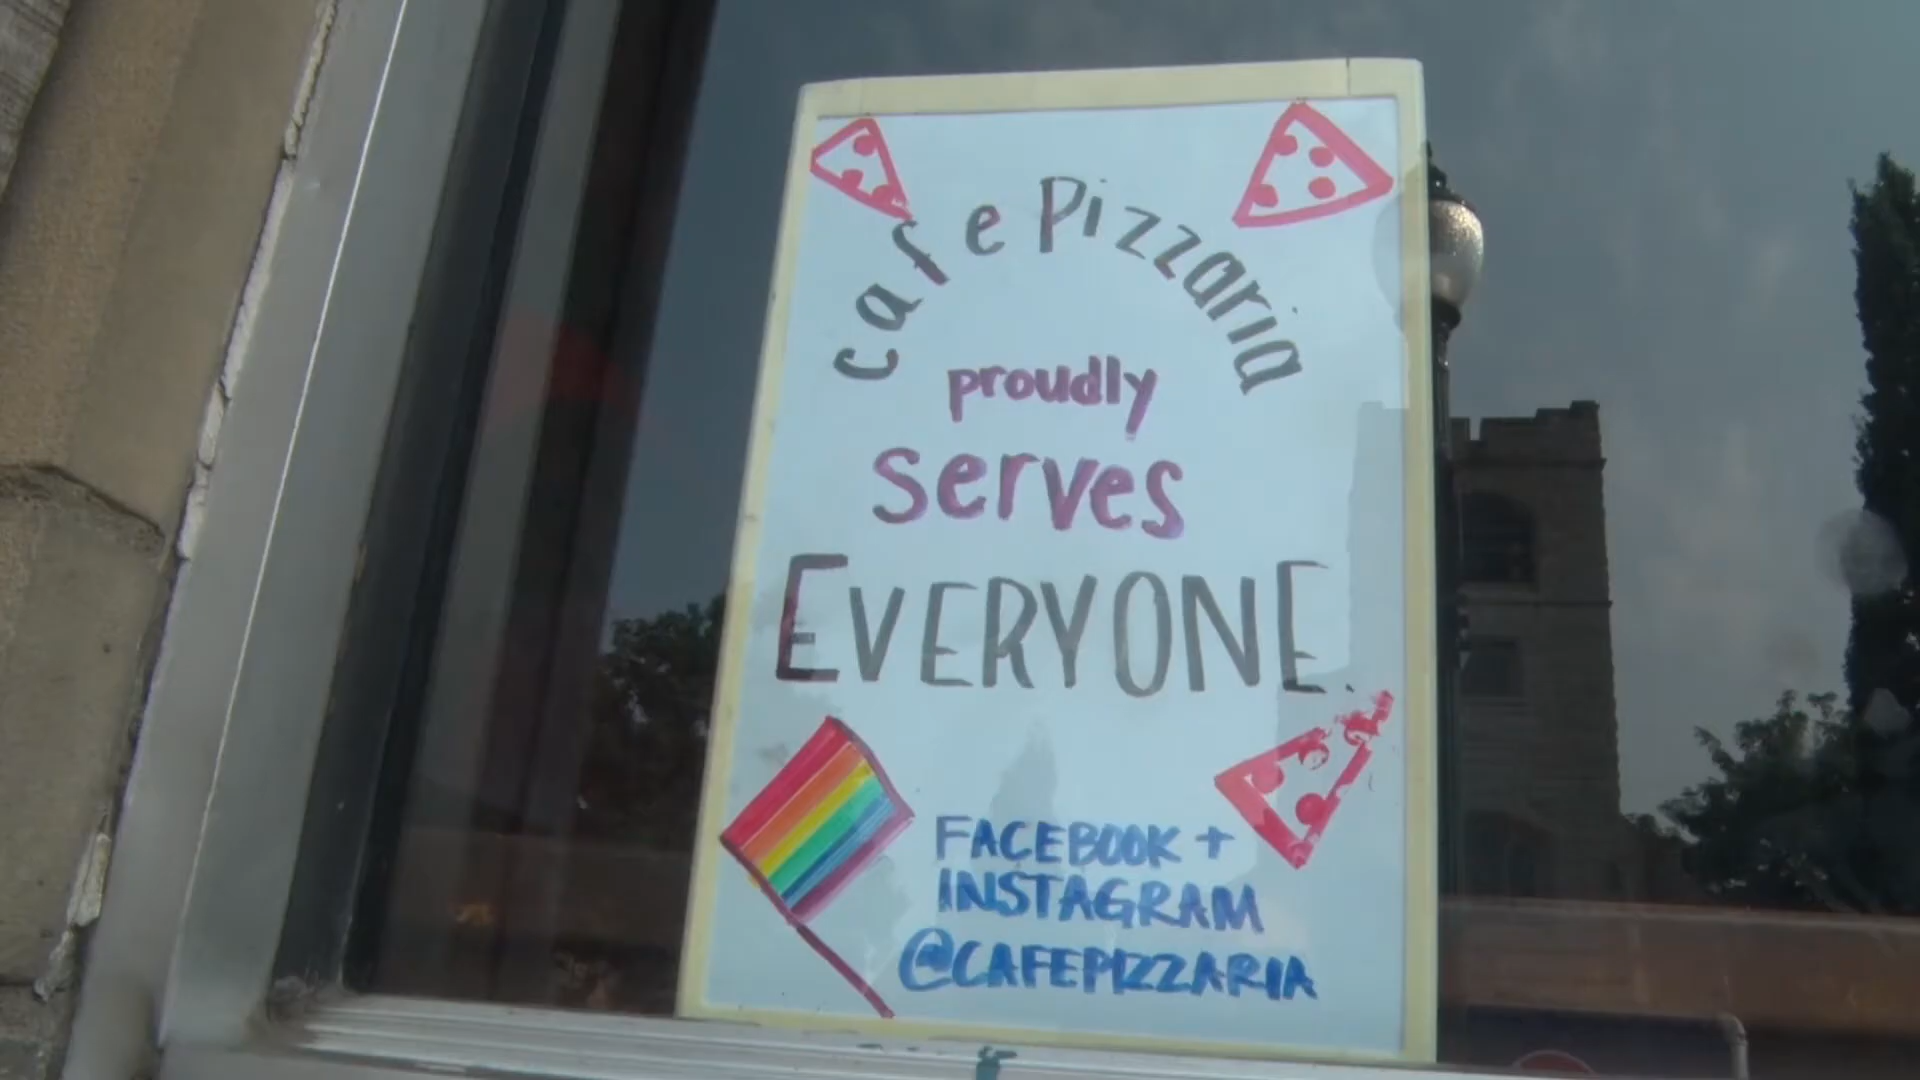 cafe Pizzaria
proudly
serves
EVERYONE.
FACEBOOK +
INSTAGRAM
@CAFEPIZZARIA